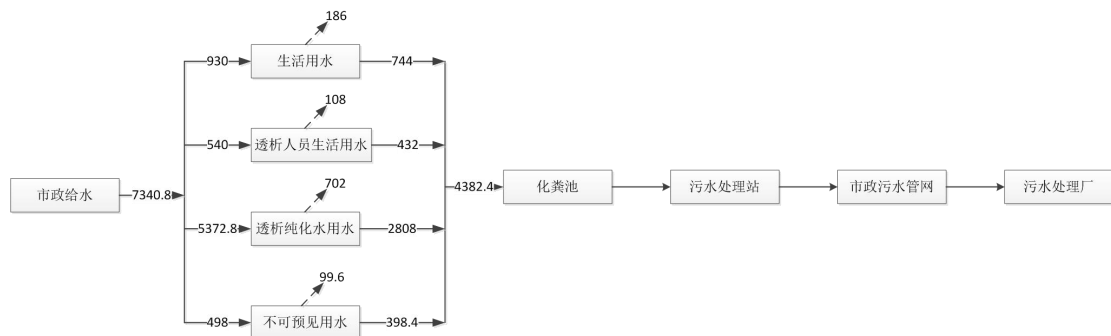 186
930
生活用水
744
108
540
透析人员生活用水
432
市政给水
7340.8
702
4382.4
化粪池
污水处理站
市政污水管网
污水处理厂
5372.8
透析纯化水用水
2808
99.6
498
不可预见用水
398.4